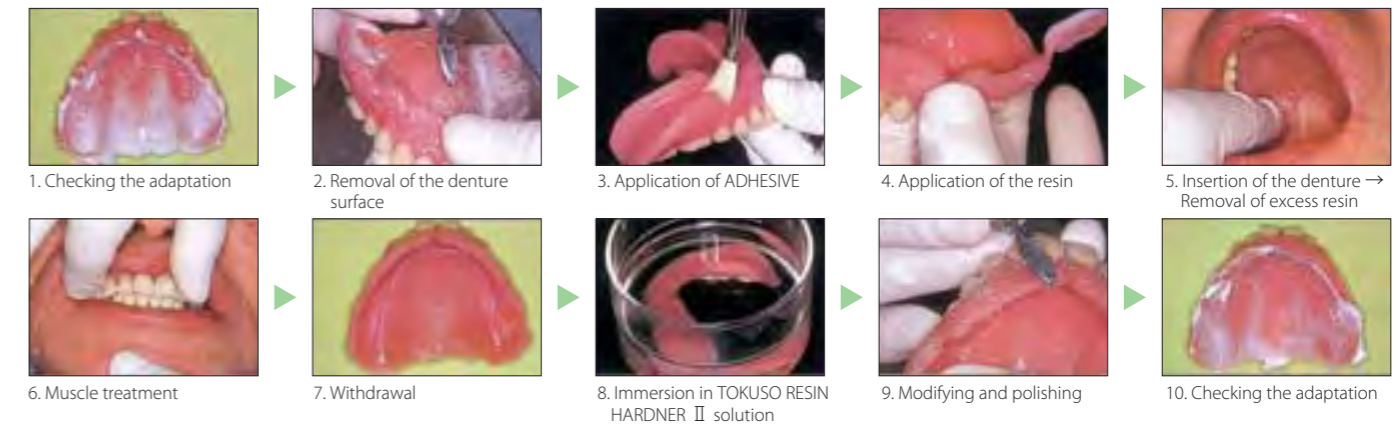 1. Checking the adaptation
2. Removal of the denture
surface
3. Application of ADHESIVE
4. Application of the resin
5. Insertion of the denture →
Removal of excess resin
6. Muscle treatment
7. Withdrawal
8. Immersion in TOKUSO RESIN
HARDNER Ⅱ solution
9. Modifying and polishing
10. Checking the adaptation